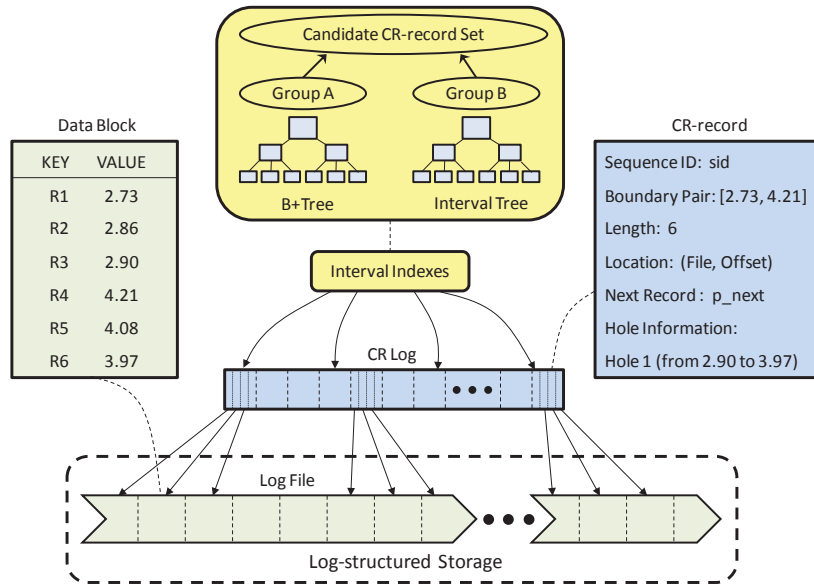 Candidate CR-record Set
Group A
Group B
B+Tree
Interval Tree
Data Block
KEY VALUE
R1 2.73
R2 2.86
R3 2.90
R4 4.21
R5 4.08
R6 3.97
CR-record
Sequence ID: sid
Boundary Pair: [2.73, 4.21]
Length: 6
Location: (File, Offset)
Next Record : p_next
Hole Information:
Hole 1 (from 2.90 to 3.97)
Interval Indexes
CR Log
Log File
Log-structured Storage